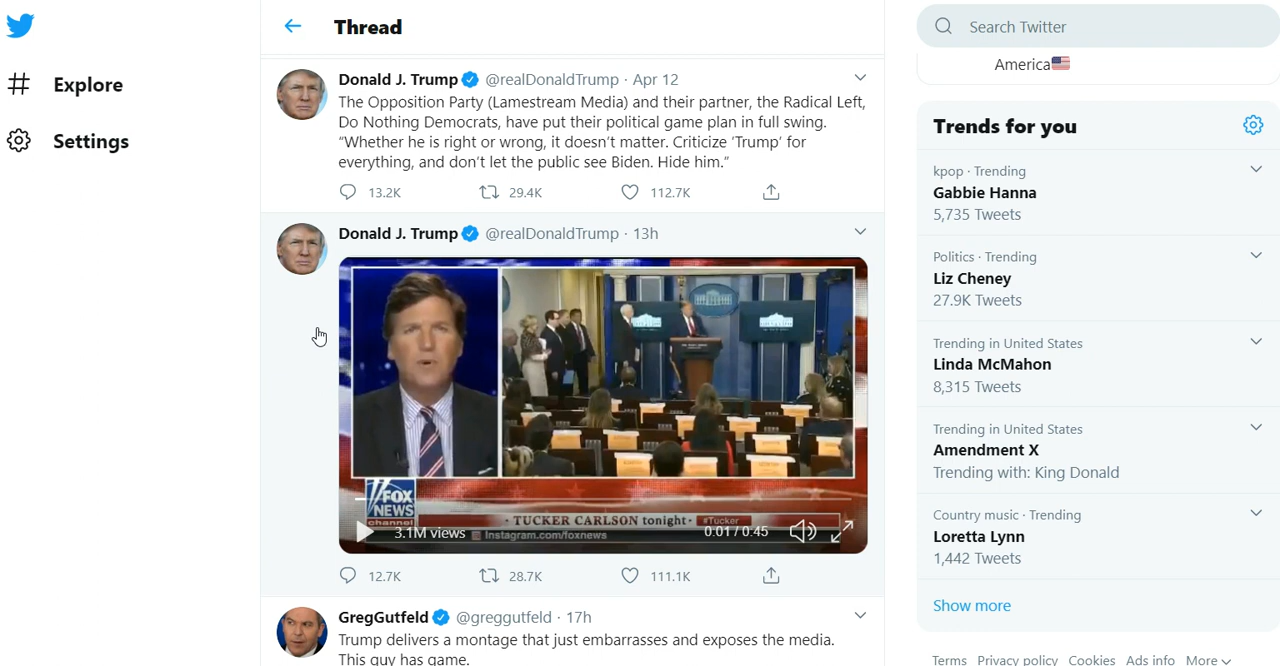 Thread
Explore
Settings
Donald J. Trump @realDonaldTrump · Apr 12
The Opposition Party (Lamestream Media) and their partner, the Radical Left,
Do Nothing Democrats, have put their political game plan in full swing.
“Whether he is right or wrong, it doesn’t matter. Criticize ‘Trump’ for
everything, and don’t let the public see Biden. Hide him.”
13.2K 29.4K 112.7K
Donald J. Trump @realDonaldTrump · 13h
FOX
NEWS
channel
· TUCKER CARLSON tonight · #Tucker
Instagram.com/foxnews
3.1M views 0:01 / 0:45
12.7K 28.7K 111.1K
GregGutfeld @greggutfeld · 17h
Trump delivers a montage that just embarrasses and exposes the media.
This guy has game.
Search Twitter
America
Trends for you
kpop · Trending
Gabbie Hanna
5,735 Tweets
Politics · Trending
Liz Cheney
27.9K Tweets
Trending in United States
Linda McMahon
8,315 Tweets
Trending in United States
Amendment X
Trending with: King Donald
Country music · Trending
Loretta Lynn
1,442 Tweets
Show more
Terms Privacy policy Cookies Ads info More